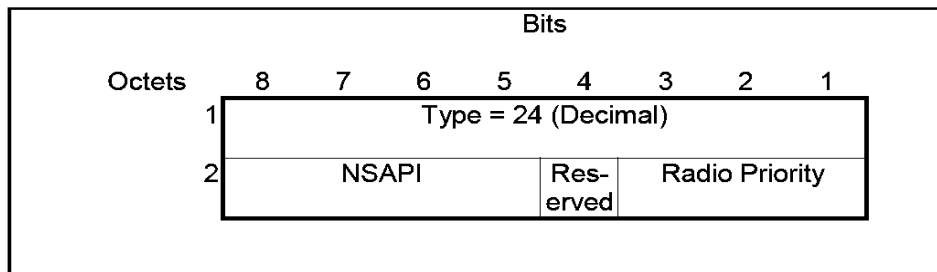 Bits
Octets 8 7 6 5 4 3 2 1
1 Type = 24 (Decimal)
2 NSAPI Res- Radio Priority
erved